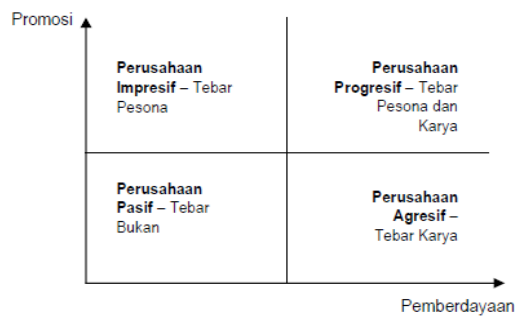 Promosi
Perusahaan
Impresif – Tebar
Pesona
Perusahaan
Progresif – Tebar
Pesona dan
Karya
Perusahaan
Pasif – Tebar
Bukan
Perusahaan
Agresif –
Tebar Karya
Pemberdayaan